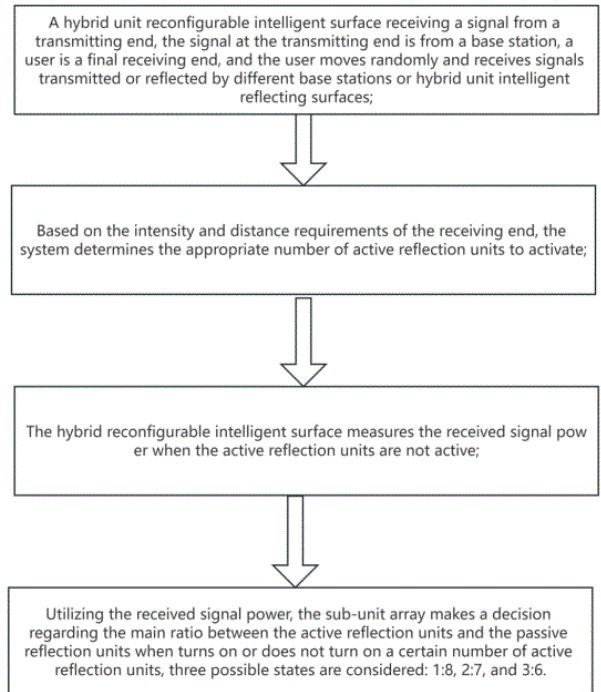 A hybrid unit reconfigurable intelligent surface receiving a signal from a
transmitting end, the signal at the transmitting end is from a base station, a
user is a final receiving end, and the user moves randomly and receives signals
transmitted or reflected by different base stations or hybrid unit intelligent
reflecting surfaces;
Based on the intensity and distance requirements of the receiving end, the
system determines the appropriate number of active reflection units to activate;
The hybrid reconfigurable intelligent surface measures the received signal pow
er when the active reflection units are not active;
Utilizing the received signal power, the sub-unit array makes a decision
regarding the main ratio between the active reflection units and the passive
reflection units when turns on or does not turn on a certain number of active
reflection units, three possible states are considered: 1:8, 2:7, and 3:6.